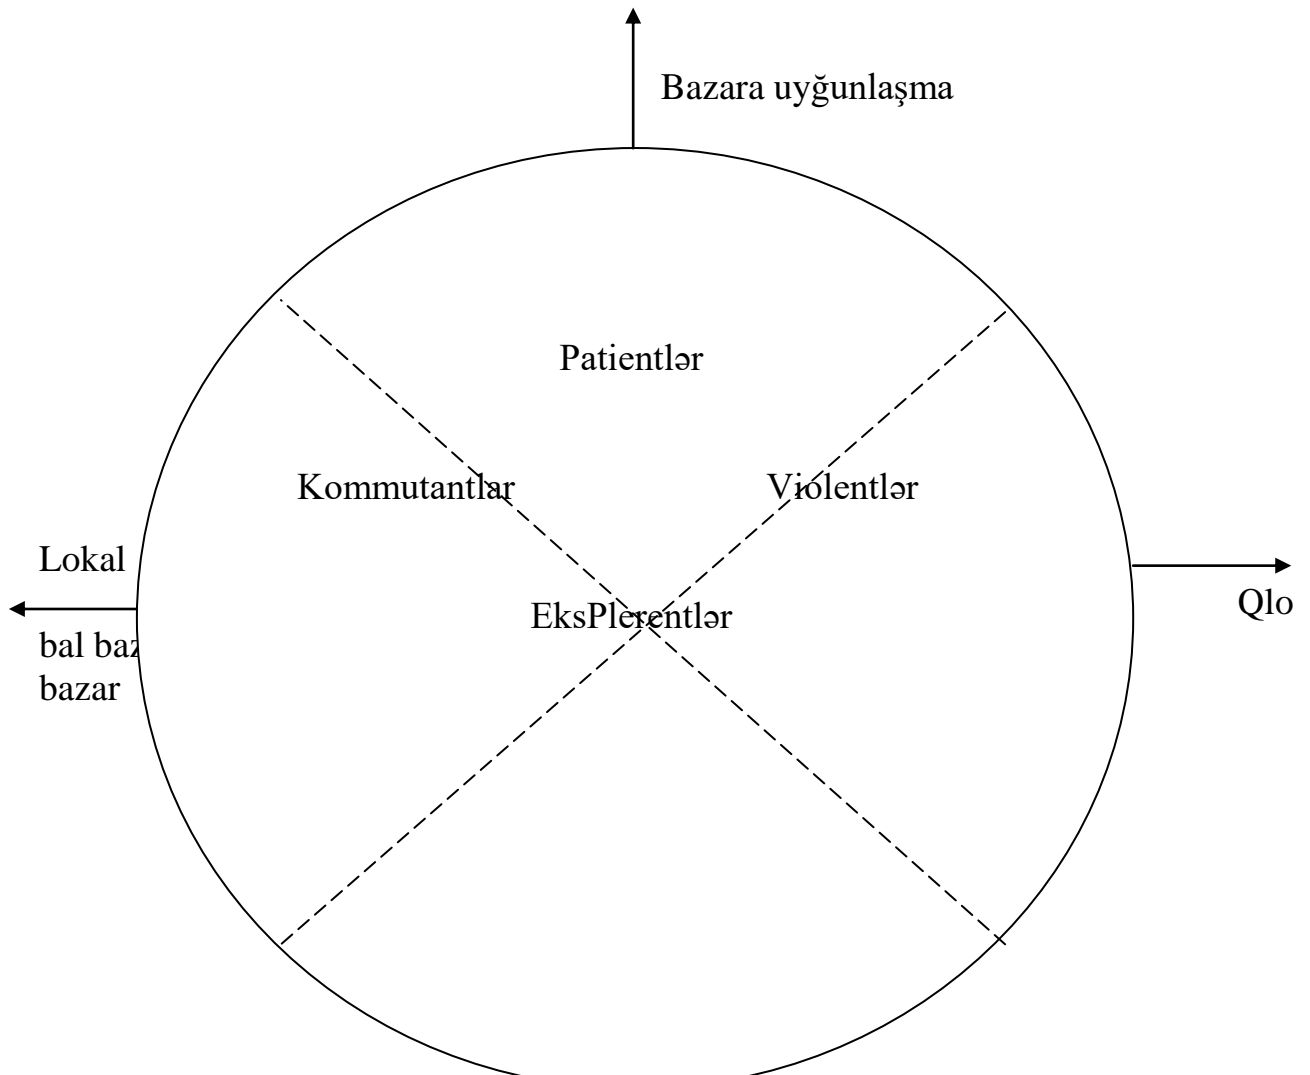 Bazara uyğunlaşma
Patientlər
Kommutantlar Violentlər
Lokal
Qlo
EksPlerentlər
bal baz
bazar